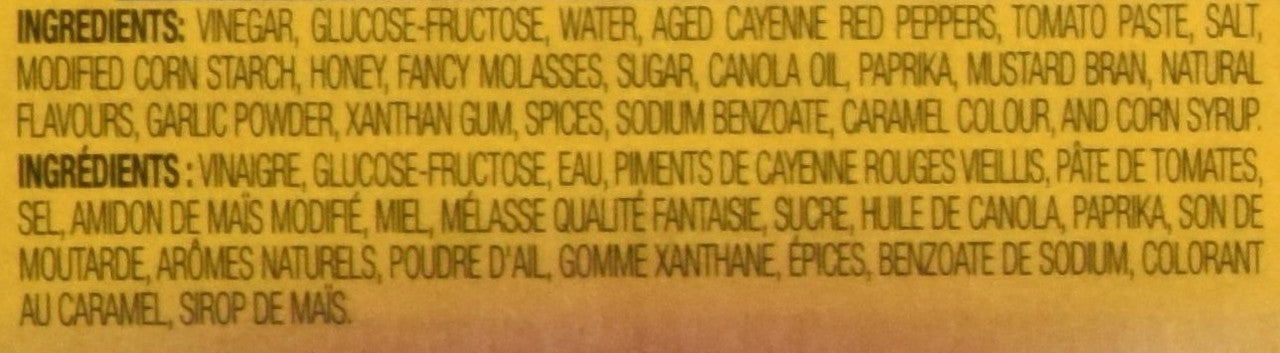 INGREDIENTS: VINEGAR, GLUCOSE-FRUCTOSE, WATER, AGED CAYENNE RED PEPPERS, TOMATO PASTE, SALT,
MODIFIED CORN STARCH, HONEY, FANCY MOLASSES, SUGAR, CANOLA OIL, PAPRIKA, MUSTARD BRAN, NATURAL
FLAVOURS, GARLIC POWDER, XANTHAN GUM, SPICES, SODIUM BENZOATE, CARAMEL COLOUR, AND CORN SYRUP.
INGRÉDIENTS : VINAIGRE, GLUCOSE-FRUCTOSE, EAU, PIMENTS DE CAYENNE ROUGES VIEILLIS, PÂTE DE TOMATES,
SEL, AMIDON DE MAÏS MODIFIÉ, MIEL, MÉLASSE QUALITÉ FANTAISIE, SUCRE, HUILE DE CANOLA, PAPRIKA, SON DE
MOUTARDE, ARÔMES NATURELS, POUDRE D'AIL, GOMME XANTHANE, ÉPICES, BENZOATE DE SODIUM, COLORANT
AU CARAMEL, SIROP DE MAÏS.